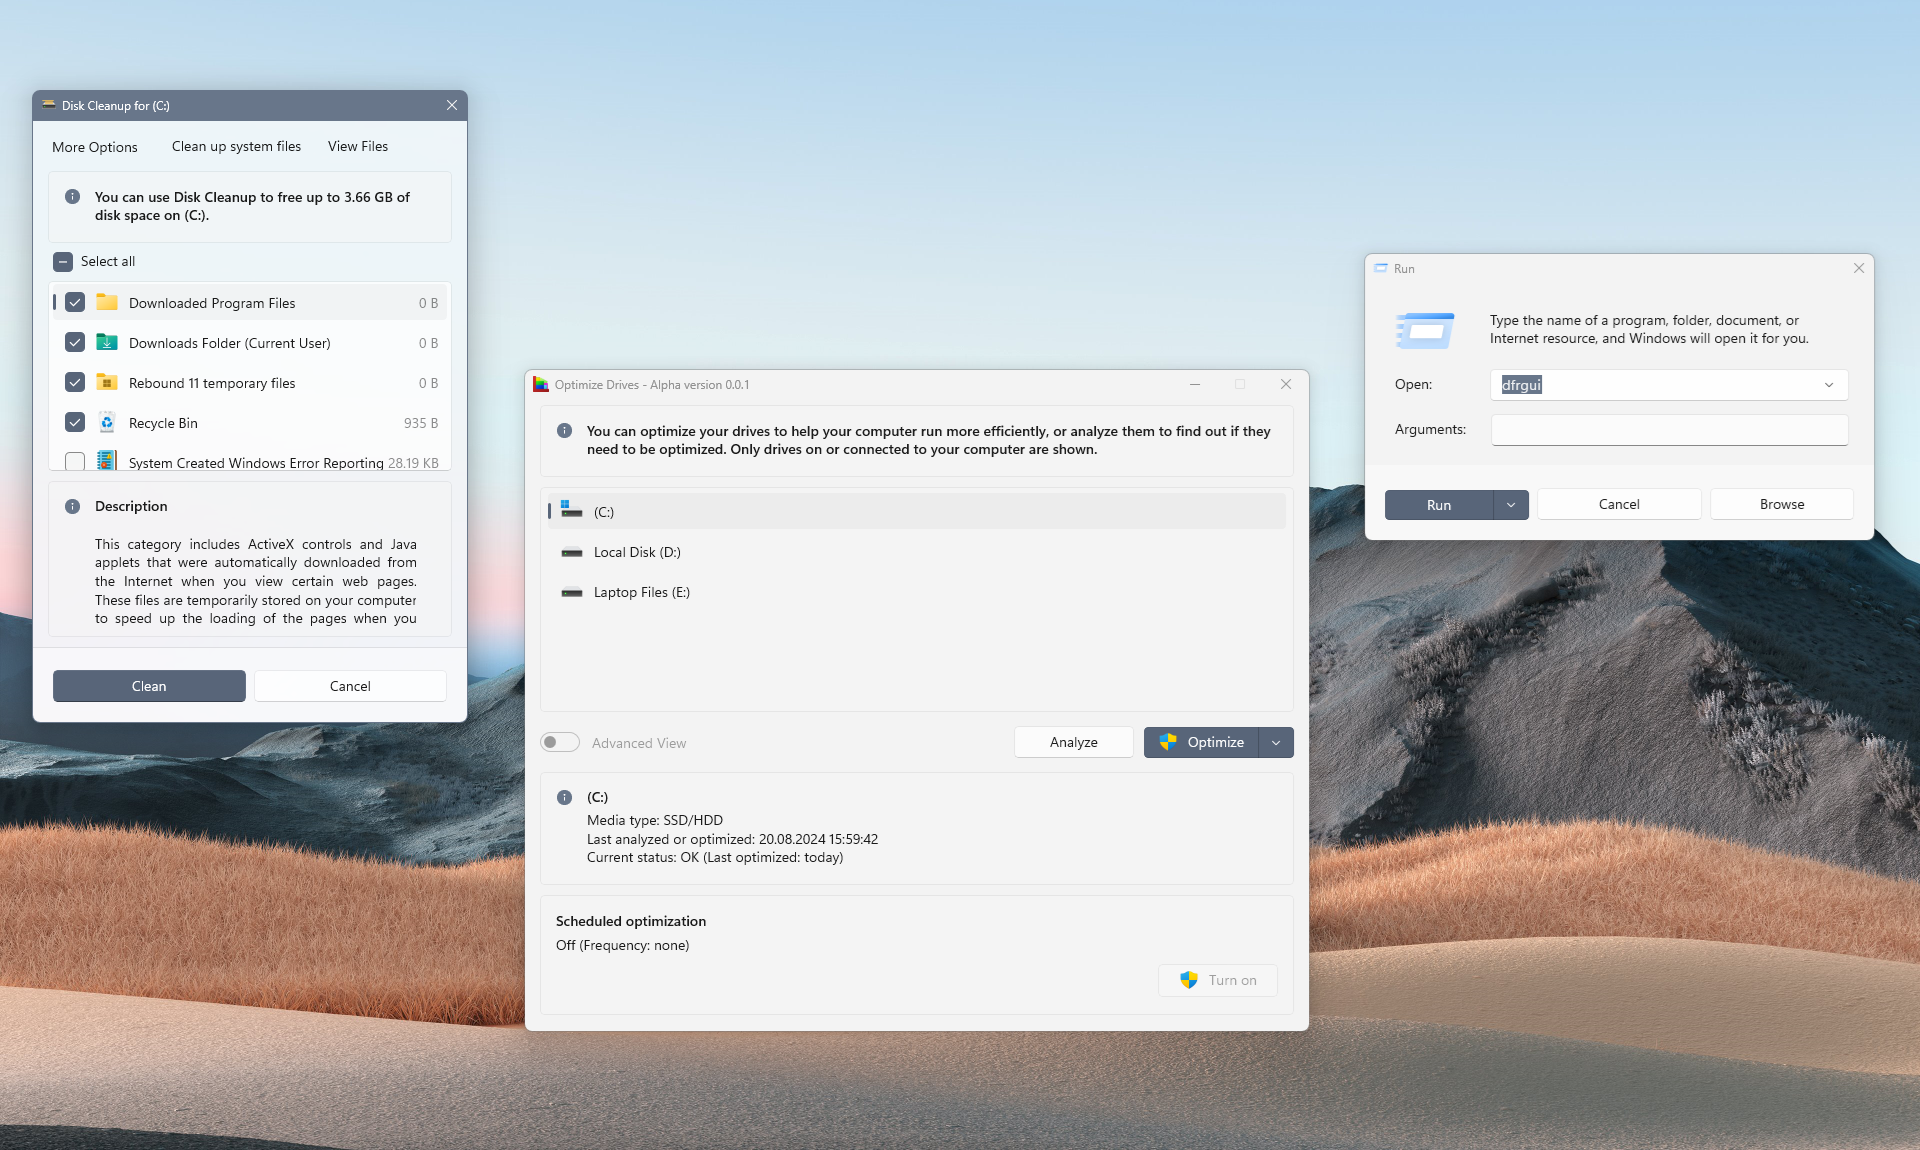 Disk Cleanup for (C:)
More Options
Clean up system files
View Files
You can use Disk Cleanup to free up to 3.66 GB of
disk space on (C:).
Select all
Downloaded Program Files 0 B
Downloads Folder (Current User) 0 B
Rebound 11 temporary files 0 B
Recycle Bin 935 B
System Created Windows Error Reporting 28.19 KB
Description
This category includes ActiveX controls and Java
applets that were automatically downloaded from
the Internet when you view certain web pages.
These files are temporarily stored on your computer
to speed up the loading of the pages when you
Clean
Cancel
Optimize Drives - Alpha version 0.0.1
You can optimize your drives to help your computer run more efficiently, or analyze them to find out if they
need to be optimized. Only drives on or connected to your computer are shown.
(C:)
Local Disk (D:)
Laptop Files (E:)
Advanced View
Analyze
Optimize
(C:)
Media type: SSD/HDD
Last analyzed or optimized: 20.08.2024 15:59:42
Current status: OK (Last optimized: today)
Scheduled optimization
Off (Frequency: none)
Turn on
Run
Type the name of a program, folder, document, or
Internet resource, and Windows will open it for you.
Open: dfrgui
Arguments:
Run
Cancel
Browse